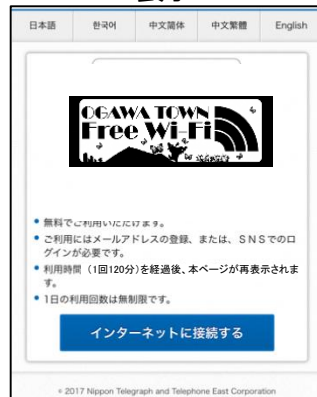 日本語 한국어 中文简体 中文繁體 English
OGAWA TOWN
Free Wi-Fi
無料でご利用いただけます。
ご利用にはメールアドレスの登録、または、SNSでのロ
グインが必要です。
利用時間（1回120分）を経過後、本ページが再表示されま
す。
1日の利用回数は無制限です。
インターネットに接続する
© 2017 Nippon Telegraph and Telephone East Corporation